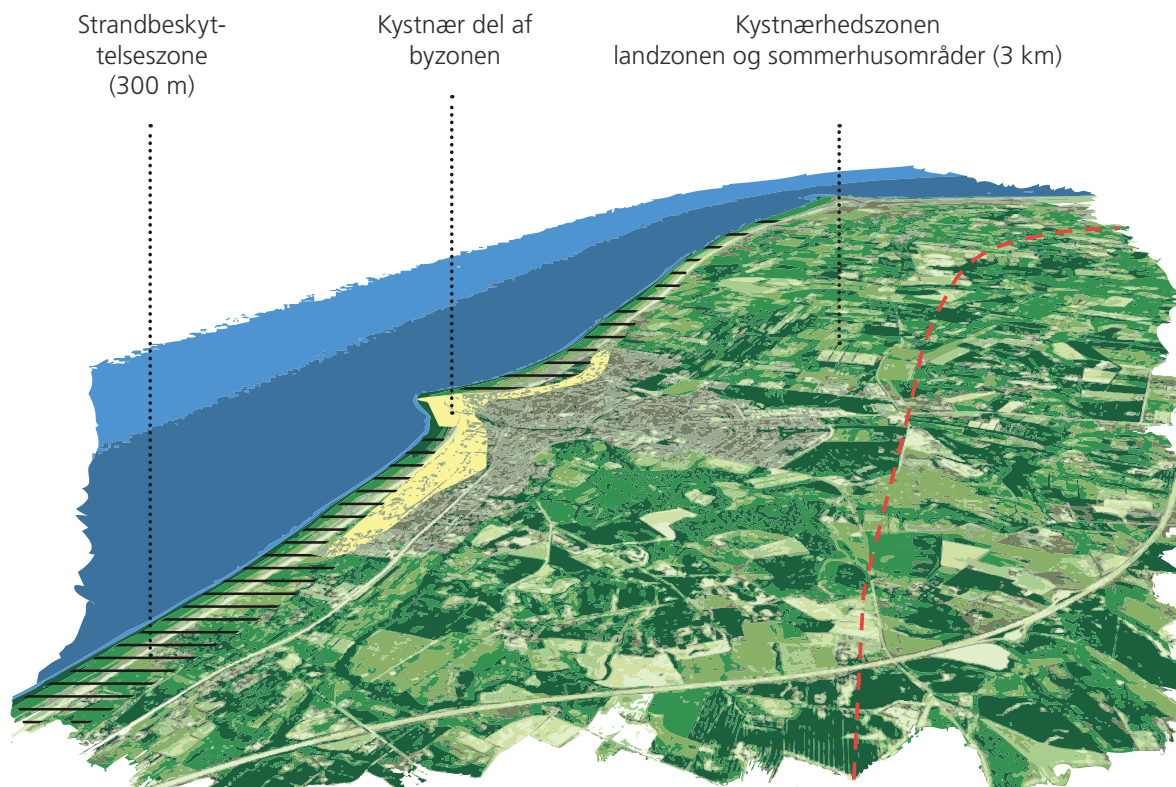 Strandbeskyt-
telseszone
(300 m)
Kystnær del af
byzonen
Kystnærhedszonen
landzonen og sommerhusområder (3 km)